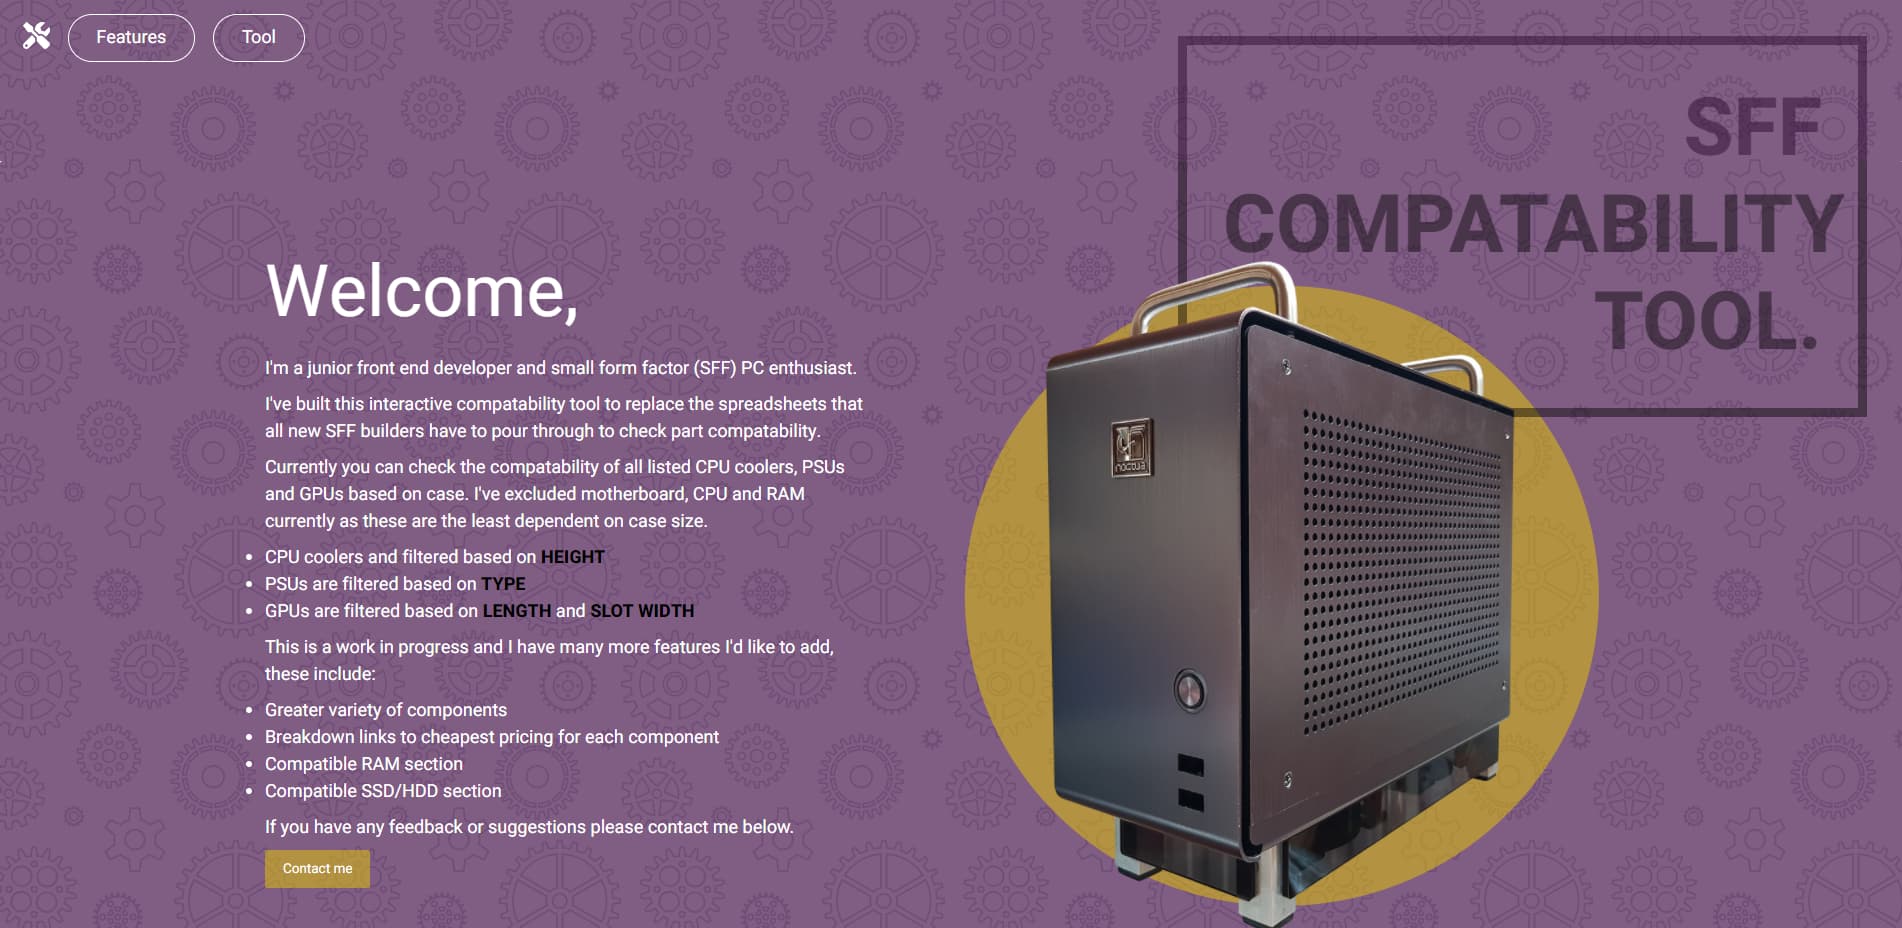 Features
Tool
SFF
COMPATABILITY
TOOL.
Welcome,
I'm a junior front end developer and small form factor (SFF) PC enthusiast.
I've built this interactive compatability tool to replace the spreadsheets that
all new SFF builders have to pour through to check part compatability.
Currently you can check the compatability of all listed CPU coolers, PSUs
and GPUs based on case. I've excluded motherboard, CPU and RAM
currently as these are the least dependent on case size.
CPU coolers and filtered based on HEIGHT
PSUs are filtered based on TYPE
GPUs are filtered based on LENGTH and SLOT WIDTH
This is a work in progress and I have many more features I'd like to add,
these include:
Greater variety of components
Breakdown links to cheapest pricing for each component
Compatible RAM section
Compatible SSD/HDD section
If you have any feedback or suggestions please contact me below.
Contact me
noctua